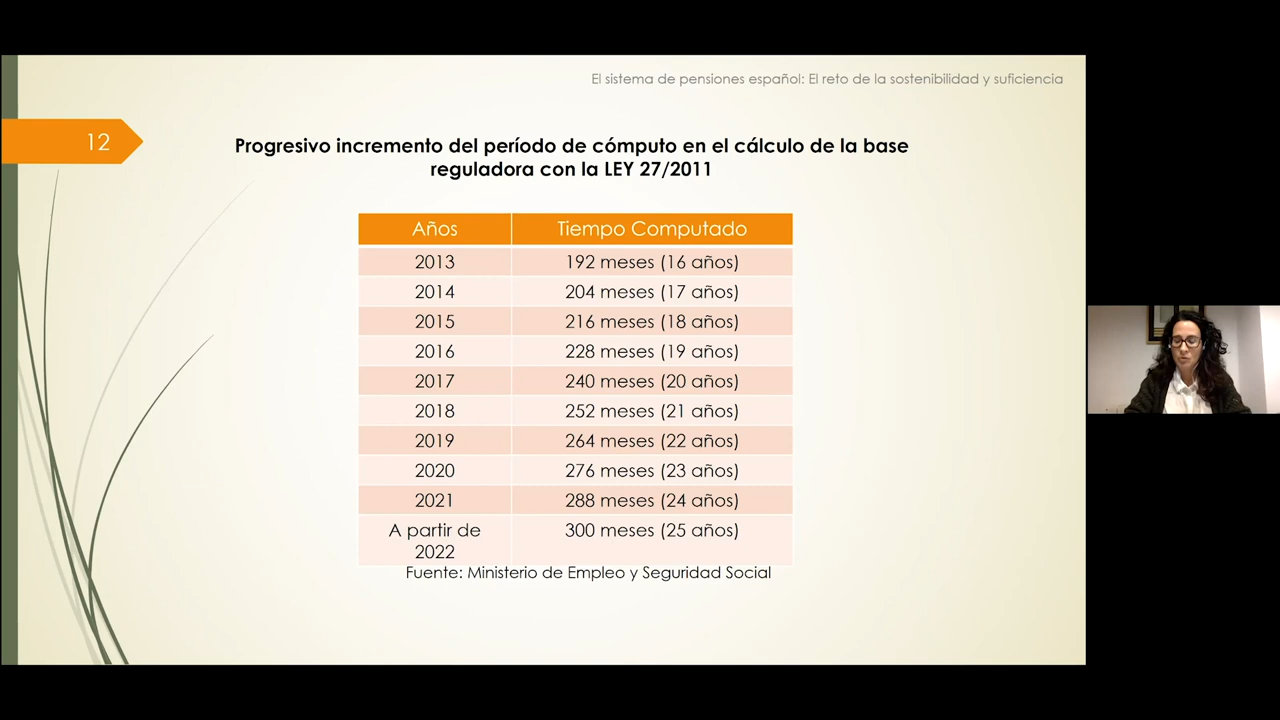 El sistema de pensiones español: El reto de la sostenibilidad y suficiencia
12
Progresivo incremento del período de cómputo en el cálculo de la base
reguladora con la LEY 27/2011
Años Tiempo Computado
2013 192 meses (16 años)
2014 204 meses (17 años)
2015 216 meses (18 años)
2016 228 meses (19 años)
2017 240 meses (20 años)
2018 252 meses (21 años)
2019 264 meses (22 años)
2020 276 meses (23 años)
2021 288 meses (24 años)
A partir de 300 meses (25 años)
2022
Fuente: Ministerio de Empleo y Seguridad Social